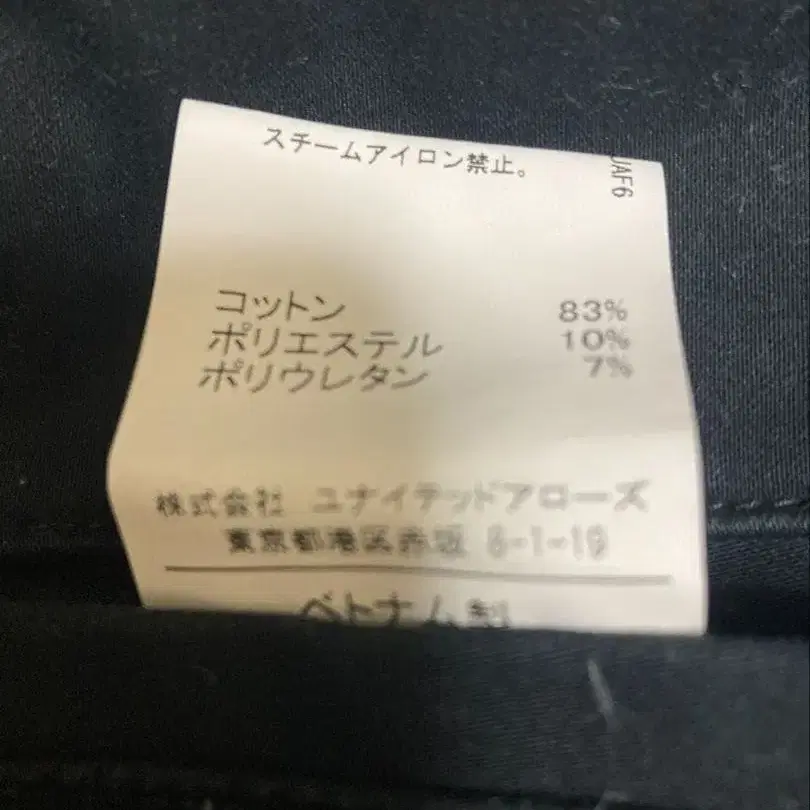 スチームアイロン禁止。
UAF6
コットン 83%
ポリエステル 10%
ポリウレタン 7%
株式会社 ユナイテッドアローズ
東京都港区赤坂 8-1-19
ベトナム製